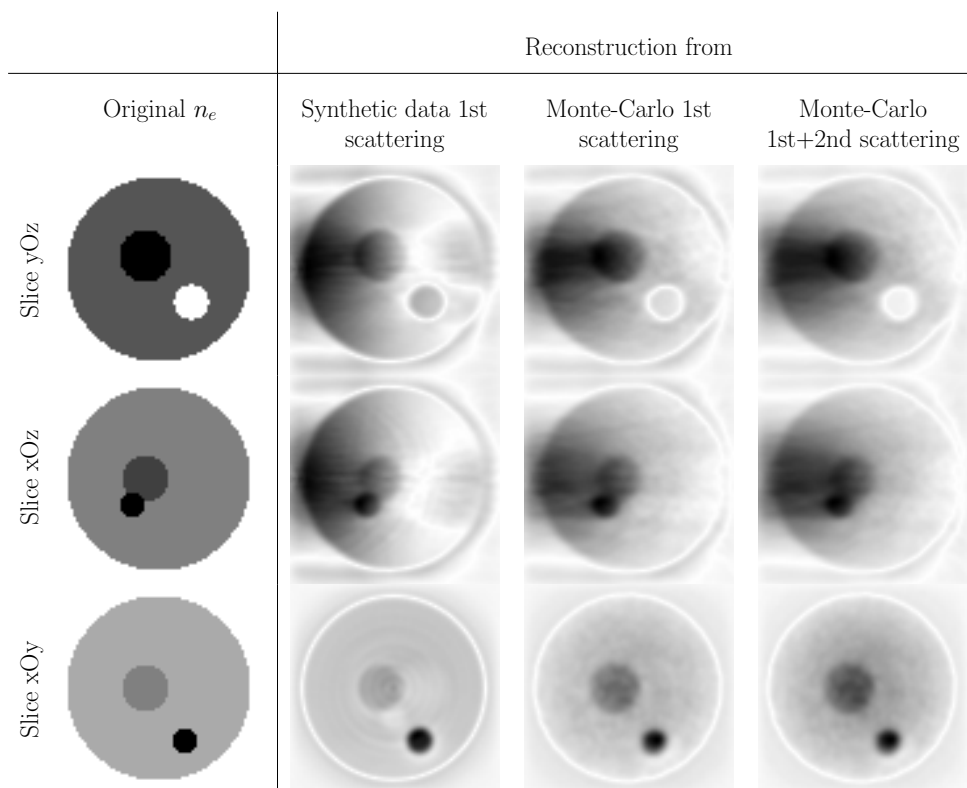 Reconstruction from
Original nₑ
Synthetic data 1st
scattering
Monte-Carlo 1st
scattering
Monte-Carlo
1st+2nd scattering
Slice yOz
Slice xOz
Slice xOy